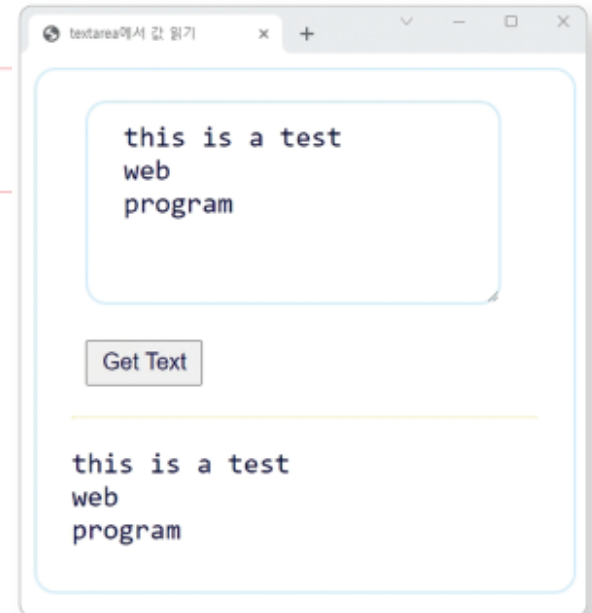 textarea에서 값 읽기
this is a test
web
program
Get Text
this is a test
web
program